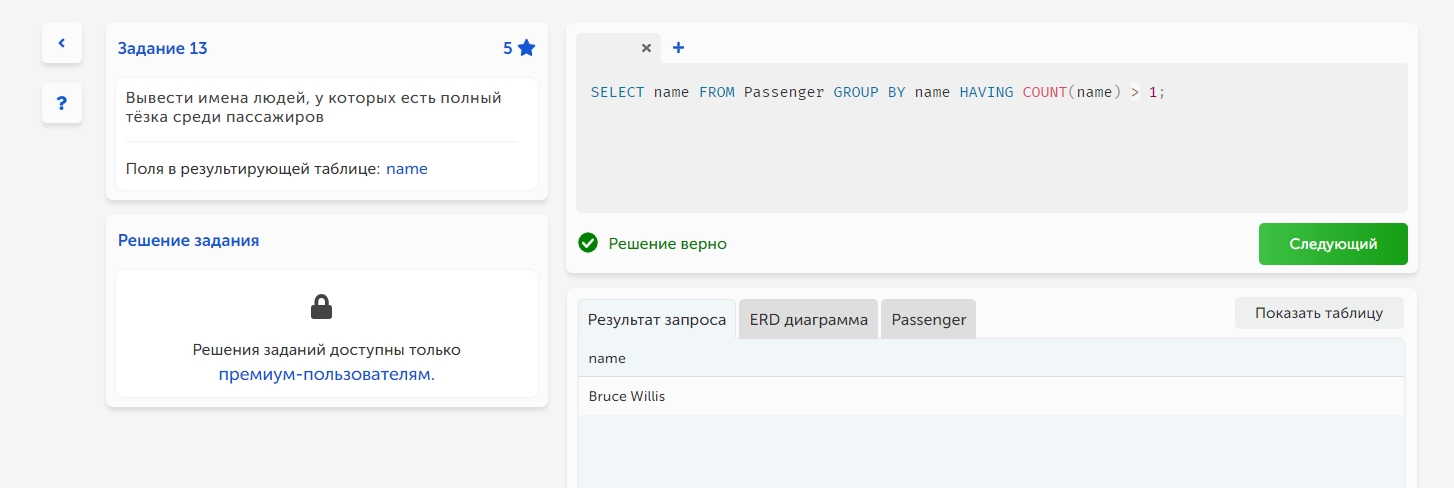 Задание 13
5
?
Вывести имена людей, у которых есть полный
тёзка среди пассажиров
Поля в результирующей таблице: name
Решение задания
Решения заданий доступны только
премиум-пользователям.
SELECT name FROM Passenger GROUP BY name HAVING COUNT(name) > 1;
Решение верно
Следующий
Результат запроса
ERD диаграмма
Passenger
Показать таблицу
name
Bruce Willis